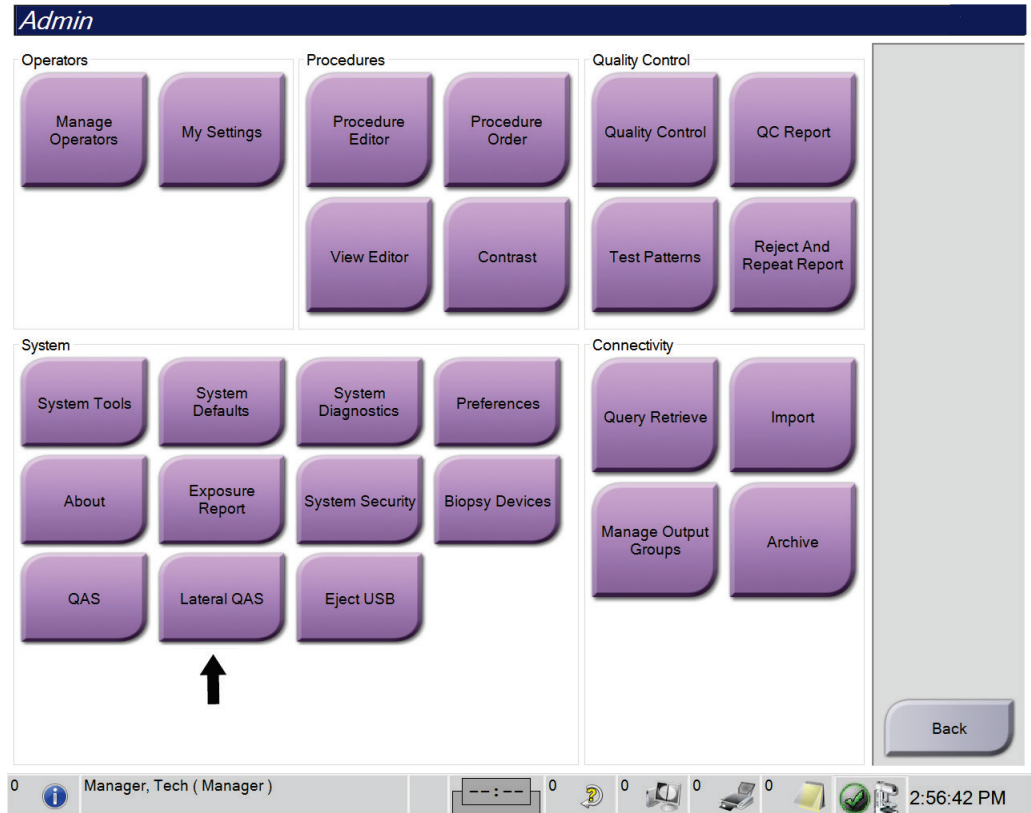 Admin
Operators
Manage
Operators
My Settings
Procedures
Procedure
Editor
Procedure
Order
View Editor
Contrast
Quality Control
Quality Control
QC Report
Test Patterns
Reject And
Repeat Report
System
System Tools
System
Defaults
System
Diagnostics
Preferences
About
Exposure
Report
System Security
Biopsy Devices
QAS
Lateral QAS
Eject USB
Connectivity
Query Retrieve
Import
Manage Output
Groups
Archive
Back
0
Manager, Tech ( Manager )
--:--
0
0
0
0
2:56:42 PM